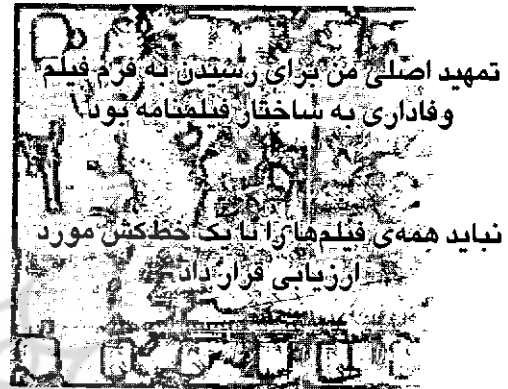 تمهید اصلی من برای رسیدن به فرم فیلم
وفاداری به ساختار فیلمنامه بود
نباید همه‌ی فیلم‌ها را با یک خط‌کش مورد
ارزیابی قرار داد